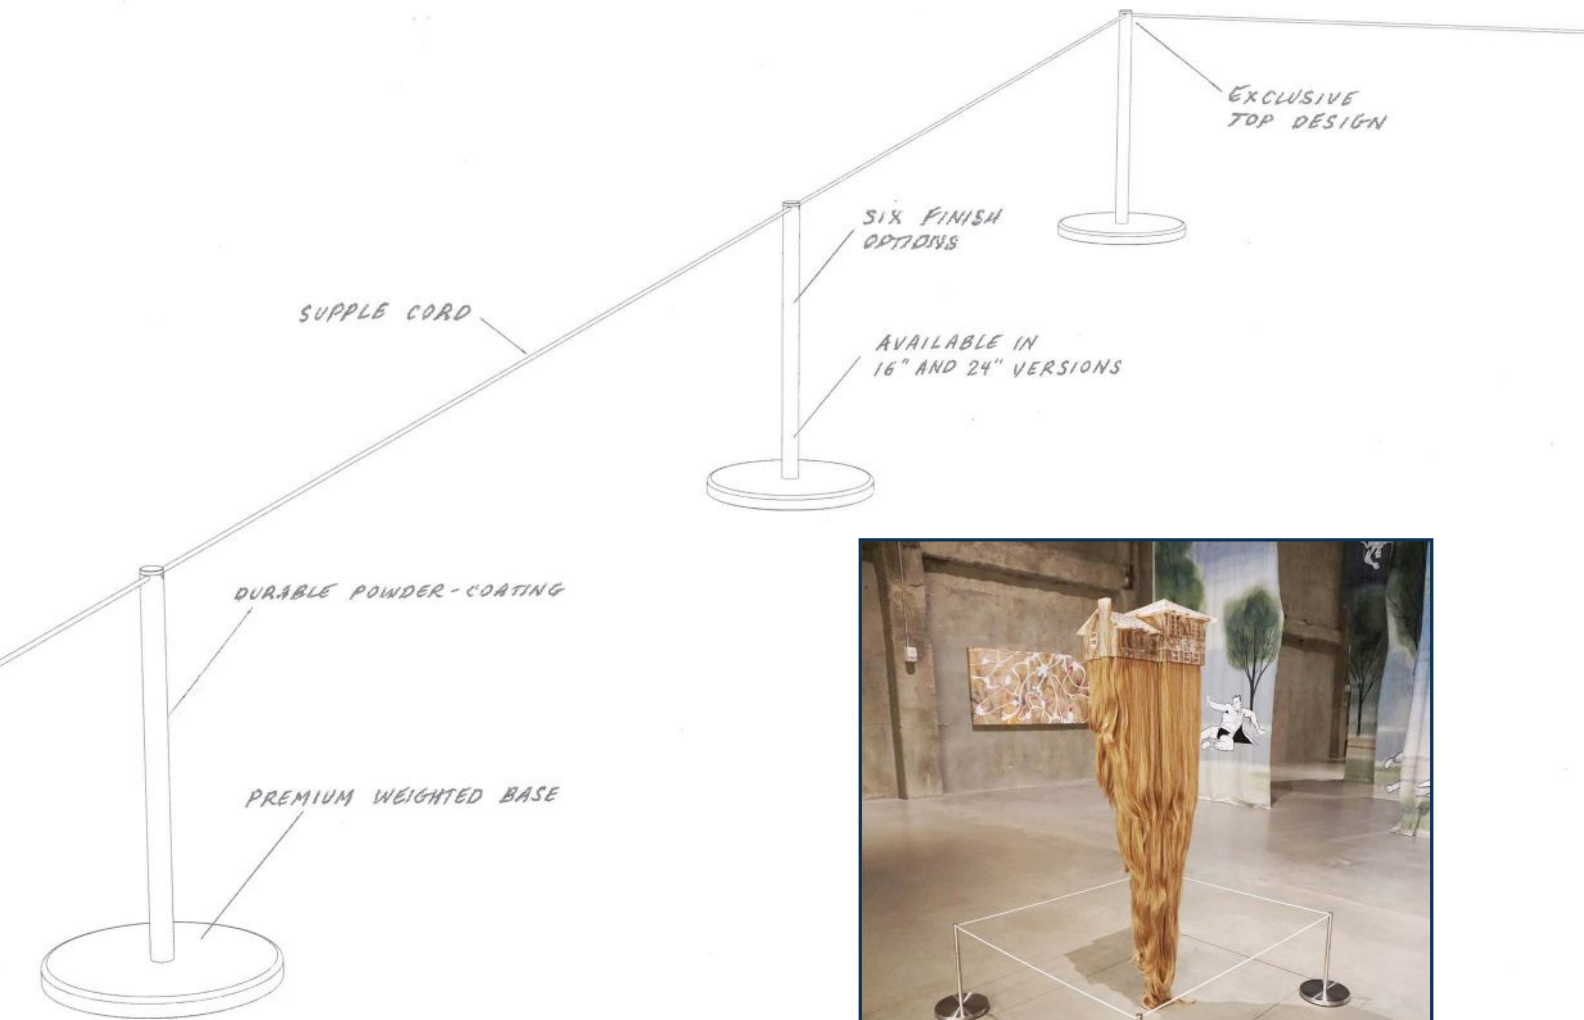 EXCLUSIVE
TOP DESIGN
SIX FINISH
OPTIONS
SUPPLE CORD
AVAILABLE IN
16" AND 24" VERSIONS
DURABLE POWDER-COATING
PREMIUM WEIGHTED BASE